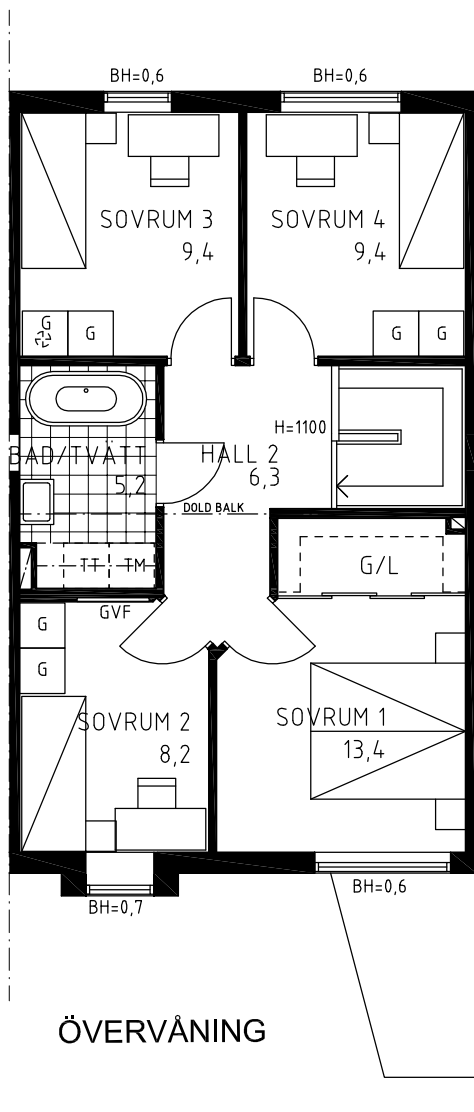 BH=0,6 BH=0,6
SOVRUM 3 SOVRUM 4
9,4 9,4
G G G G
H=1100
BAD/TVÄTT HALL 2
5,2 6,3
DOLD BALK
TT TM G/L
GVF
G
G
SOVRUM 2 SOVRUM 1
8,2 13,4
BH=0,7 BH=0,6
ÖVERVÅNING